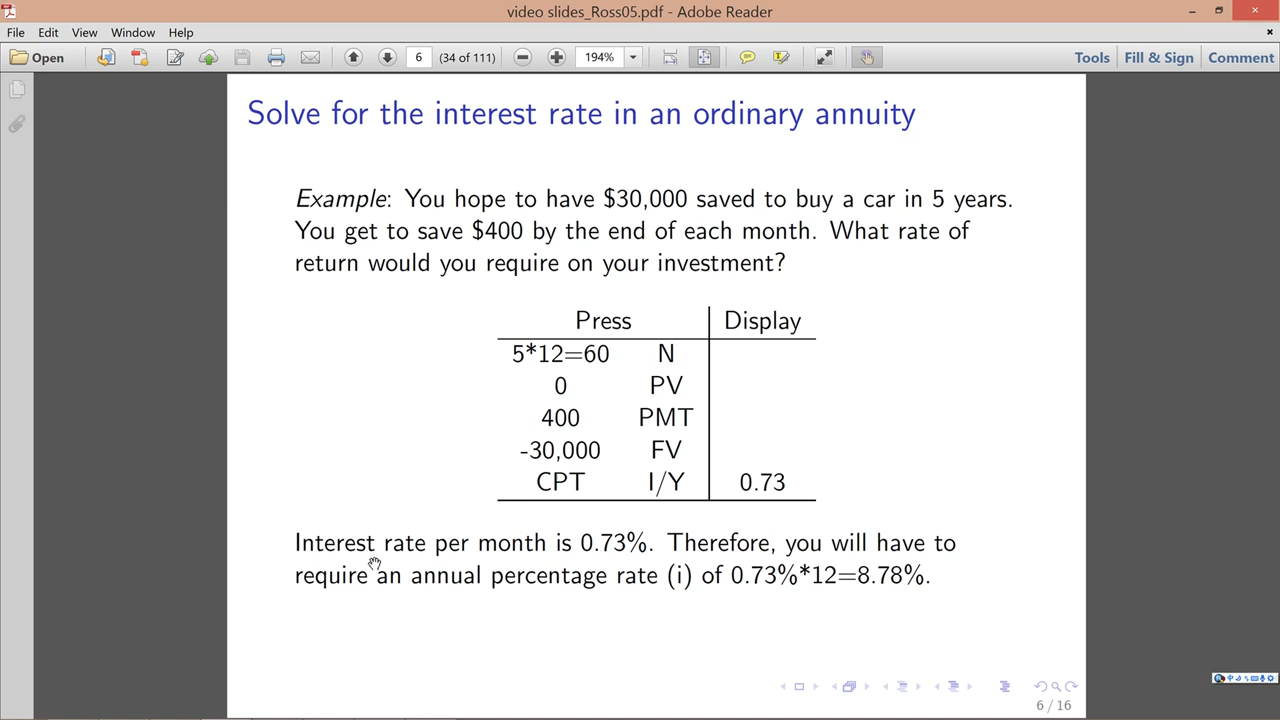 video slides_Ross05.pdf - Adobe Reader
File Edit View Window Help
Open 6 (34 of 111) 194% Tools Fill & Sign Comment
Solve for the interest rate in an ordinary annuity
Example: You hope to have $30,000 saved to buy a car in 5 years.
You get to save $400 by the end of each month. What rate of
return would you require on your investment?
Press Display
5*12=60 N
0 PV
400 PMT
-30,000 FV
CPT I/Y 0.73
Interest rate per month is 0.73%. Therefore, you will have to
require an annual percentage rate (i) of 0.73%*12=8.78%.
6 / 16